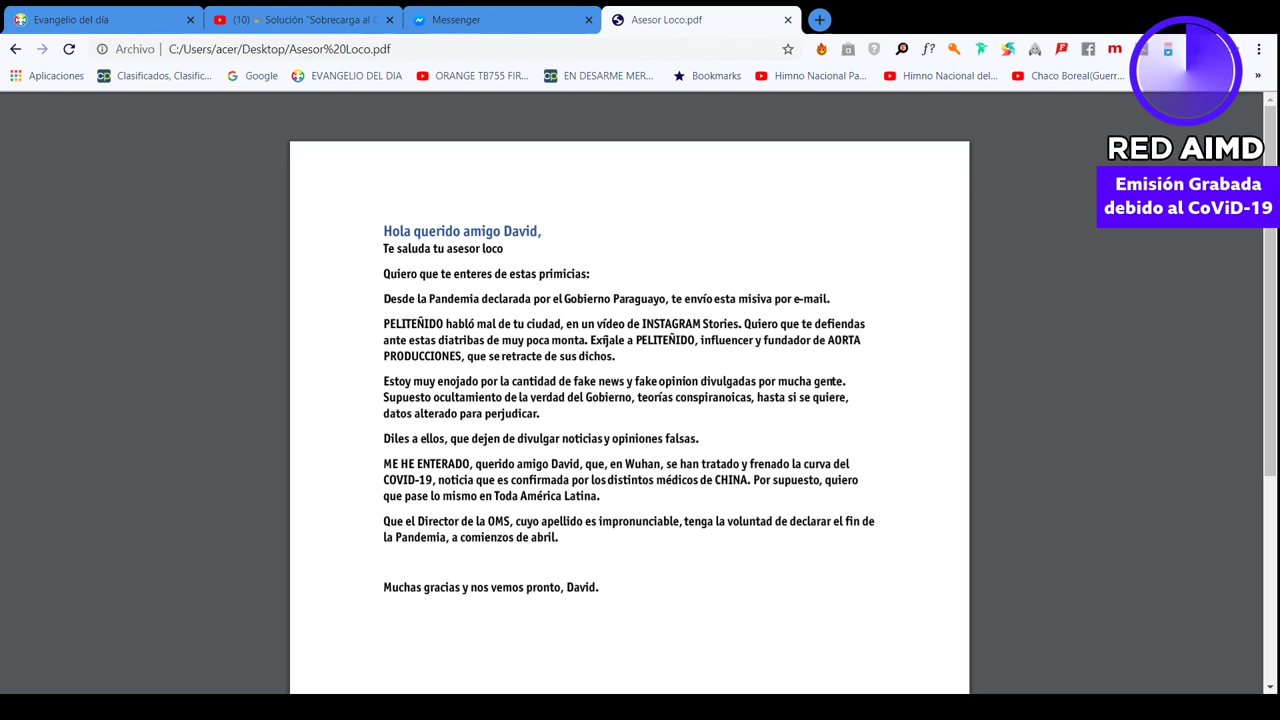 Evangelio del día
(10) Solución "Sobrecarga al C
Messenger
Asesor Loco.pdf
Archivo
C:/Users/acer/Desktop/Asesor%20Loco.pdf
Aplicaciones
Clasificados, Clasific...
Google
EVANGELIO DEL DIA
ORANGE TB755 FIR...
EN DESARME MER...
Bookmarks
Himno Nacional Pa...
Himno Nacional del...
Chaco Boreal(Guerr...
»
RED AIMD
Emisión Grabada
debido al CoViD-19
Hola querido amigo David,
Te saluda tu asesor loco
Quiero que te enteres de estas primicias:
Desde la Pandemia declarada por el Gobierno Paraguayo, te envío esta misiva por e-mail.
PELITEÑIDO habló mal de tu ciudad, en un vídeo de INSTAGRAM Stories. Quiero que te defiendas
ante estas diatribas de muy poca monta. Exíjale a PELITEÑIDO, influencer y fundador de AORTA
PRODUCCIONES, que se retracte de sus dichos.
Estoy muy enojado por la cantidad de fake news y fake opinion divulgadas por mucha gente.
Supuesto ocultamiento de la verdad del Gobierno, teorías conspiranoicas, hasta si se quiere,
datos alterado para perjudicar.
Diles a ellos, que dejen de divulgar noticias y opiniones falsas.
ME HE ENTERADO, querido amigo David, que, en Wuhan, se han tratado y frenado la curva del
COVID-19, noticia que es confirmada por los distintos médicos de CHINA. Por supuesto, quiero
que pase lo mismo en Toda América Latina.
Que el Director de la OMS, cuyo apellido es impronunciable, tenga la voluntad de declarar el fin de
la Pandemia, a comienzos de abril.
Muchas gracias y nos vemos pronto, David.